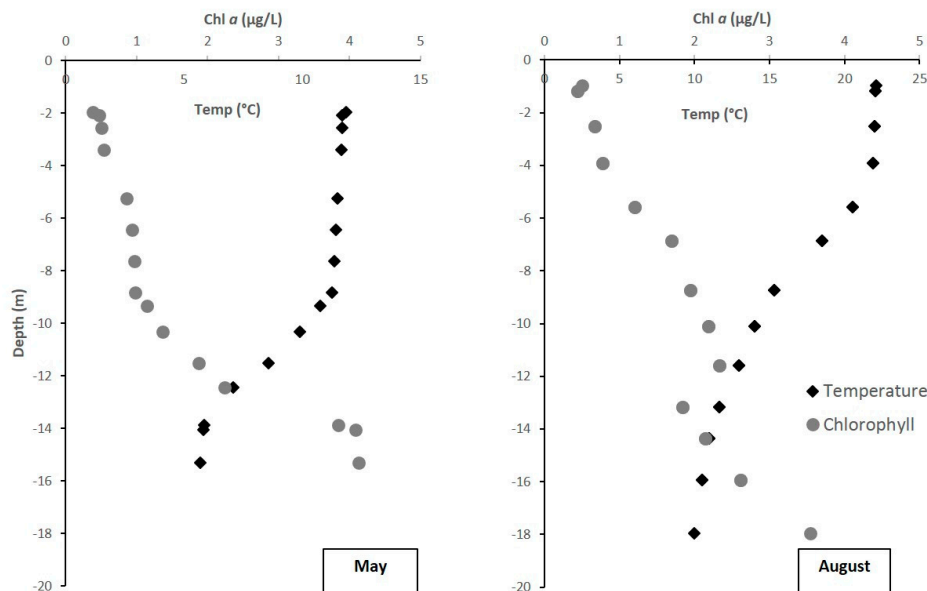 Chl a (µg/L)
0 1 2 3 4 5
0 5 10 15
Temp (°C)
Depth (m)
0
-2
-4
-6
-8
-10
-12
-14
-16
-18
-20
May
Chl a (µg/L)
0 1 2 3 4 5
0 5 10 15 20 25
Temp (°C)
0
-2
-4
-6
-8
-10
-12
-14
-16
-18
-20
Temperature
Chlorophyll
August